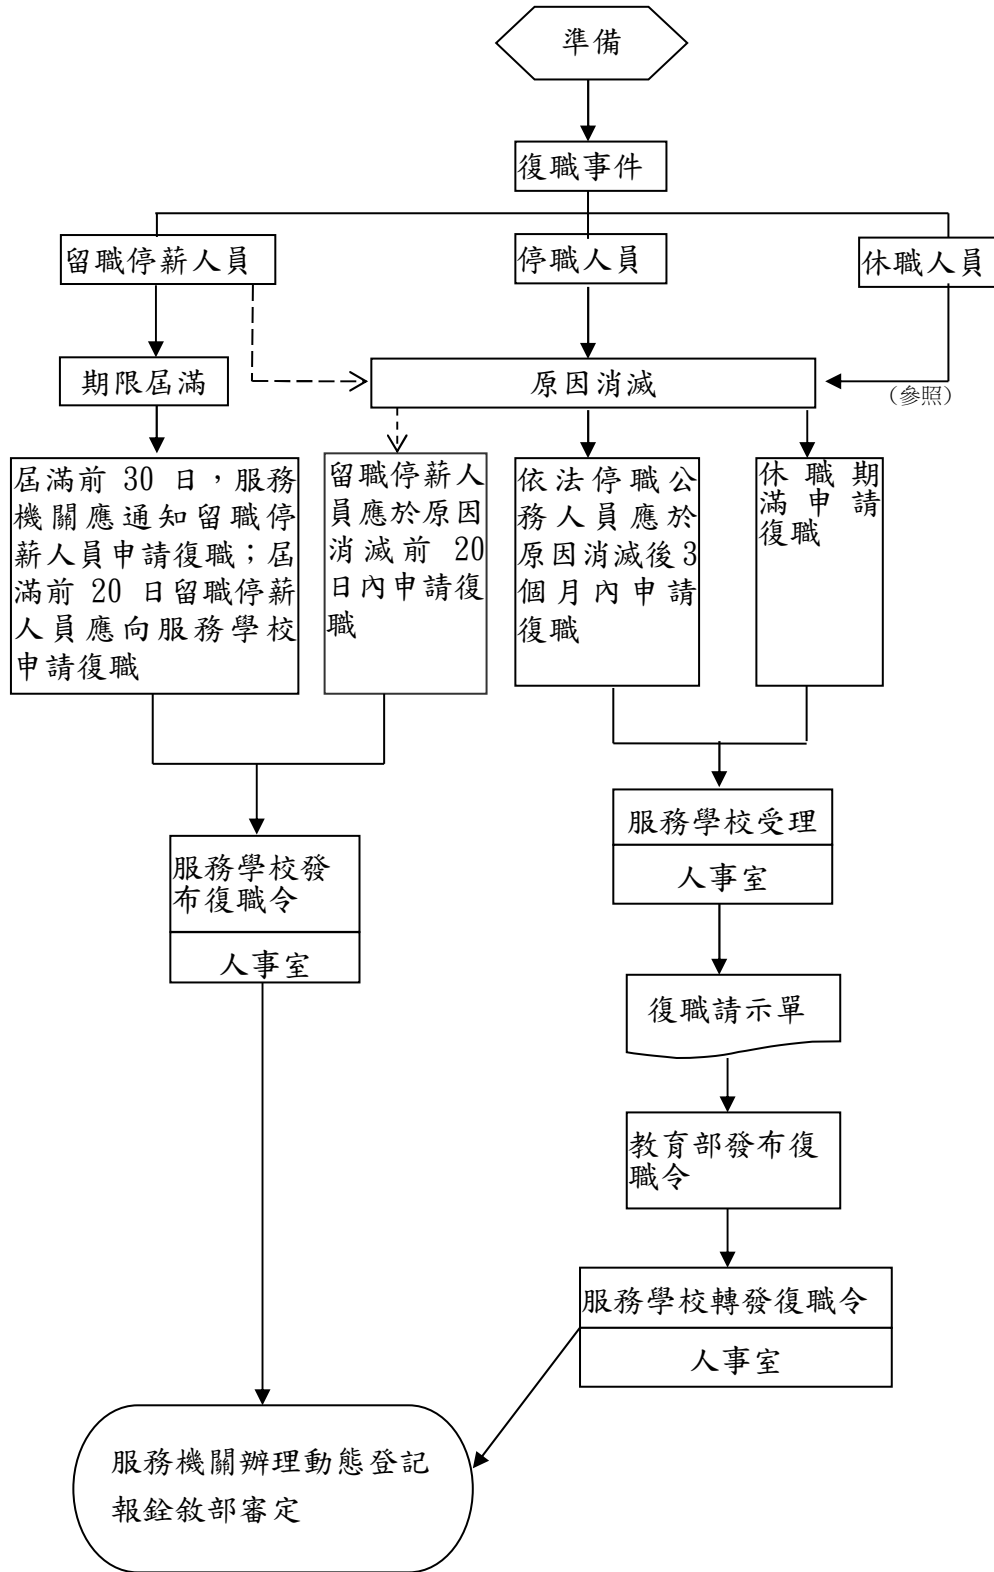 準備
復職事件
留職停薪人員
停職人員
休職人員
期限屆滿
原因消滅
(參照)
屆滿前 30 日，服務
機關應通知留職停
薪人員申請復職；屆
滿前 20 日留職停薪
人員應向服務學校
申請復職
留職停薪人
員應於原因
消滅前 20
日內申請復
職
依法停職公
務人員應於
原因消滅後3
個月內申請
復職
休職期
滿申請
復職
服務學校受理
人事室
服務學校發
布復職令
人事室
復職請示單
教育部發布復
職令
服務學校轉發復職令
人事室
服務機關辦理動態登記
報銓敘部審定